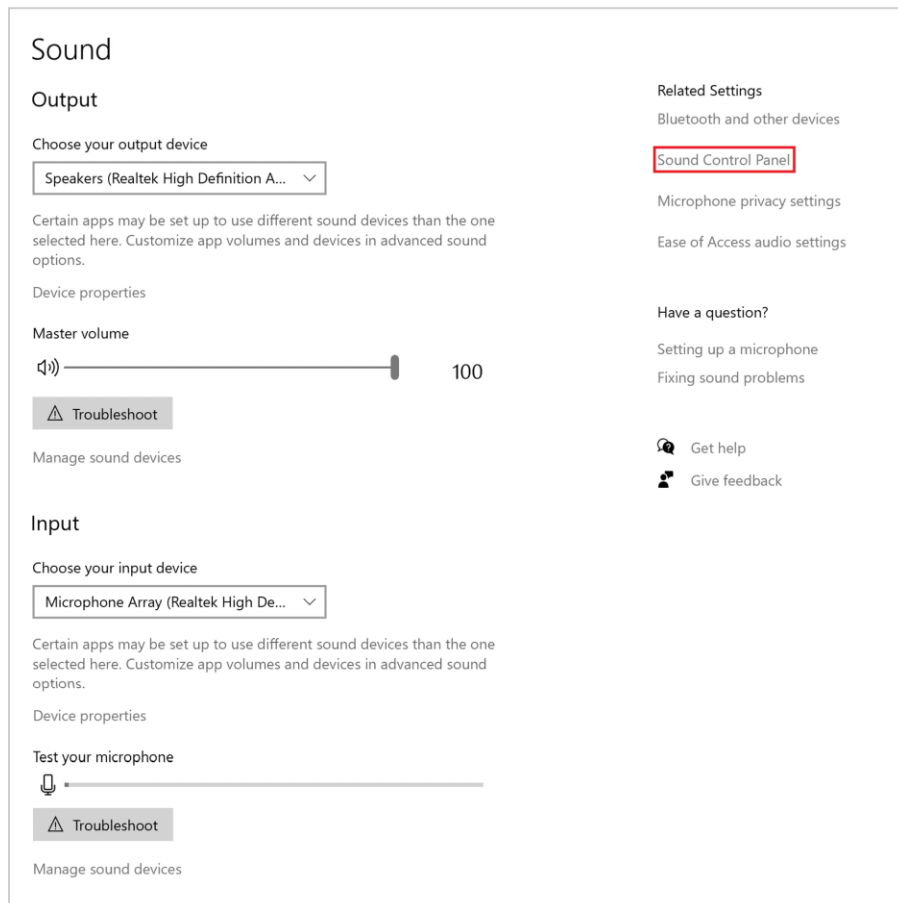 Sound
Output
Choose your output device
Speakers (Realtek High Definition A...
Certain apps may be set up to use different sound devices than the one
selected here. Customize app volumes and devices in advanced sound
options.
Device properties
Master volume
100
Troubleshoot
Manage sound devices
Input
Choose your input device
Microphone Array (Realtek High De...
Certain apps may be set up to use different sound devices than the one
selected here. Customize app volumes and devices in advanced sound
options.
Device properties
Test your microphone
Troubleshoot
Manage sound devices
Related Settings
Bluetooth and other devices
Sound Control Panel
Microphone privacy settings
Ease of Access audio settings
Have a question?
Setting up a microphone
Fixing sound problems
Get help
Give feedback